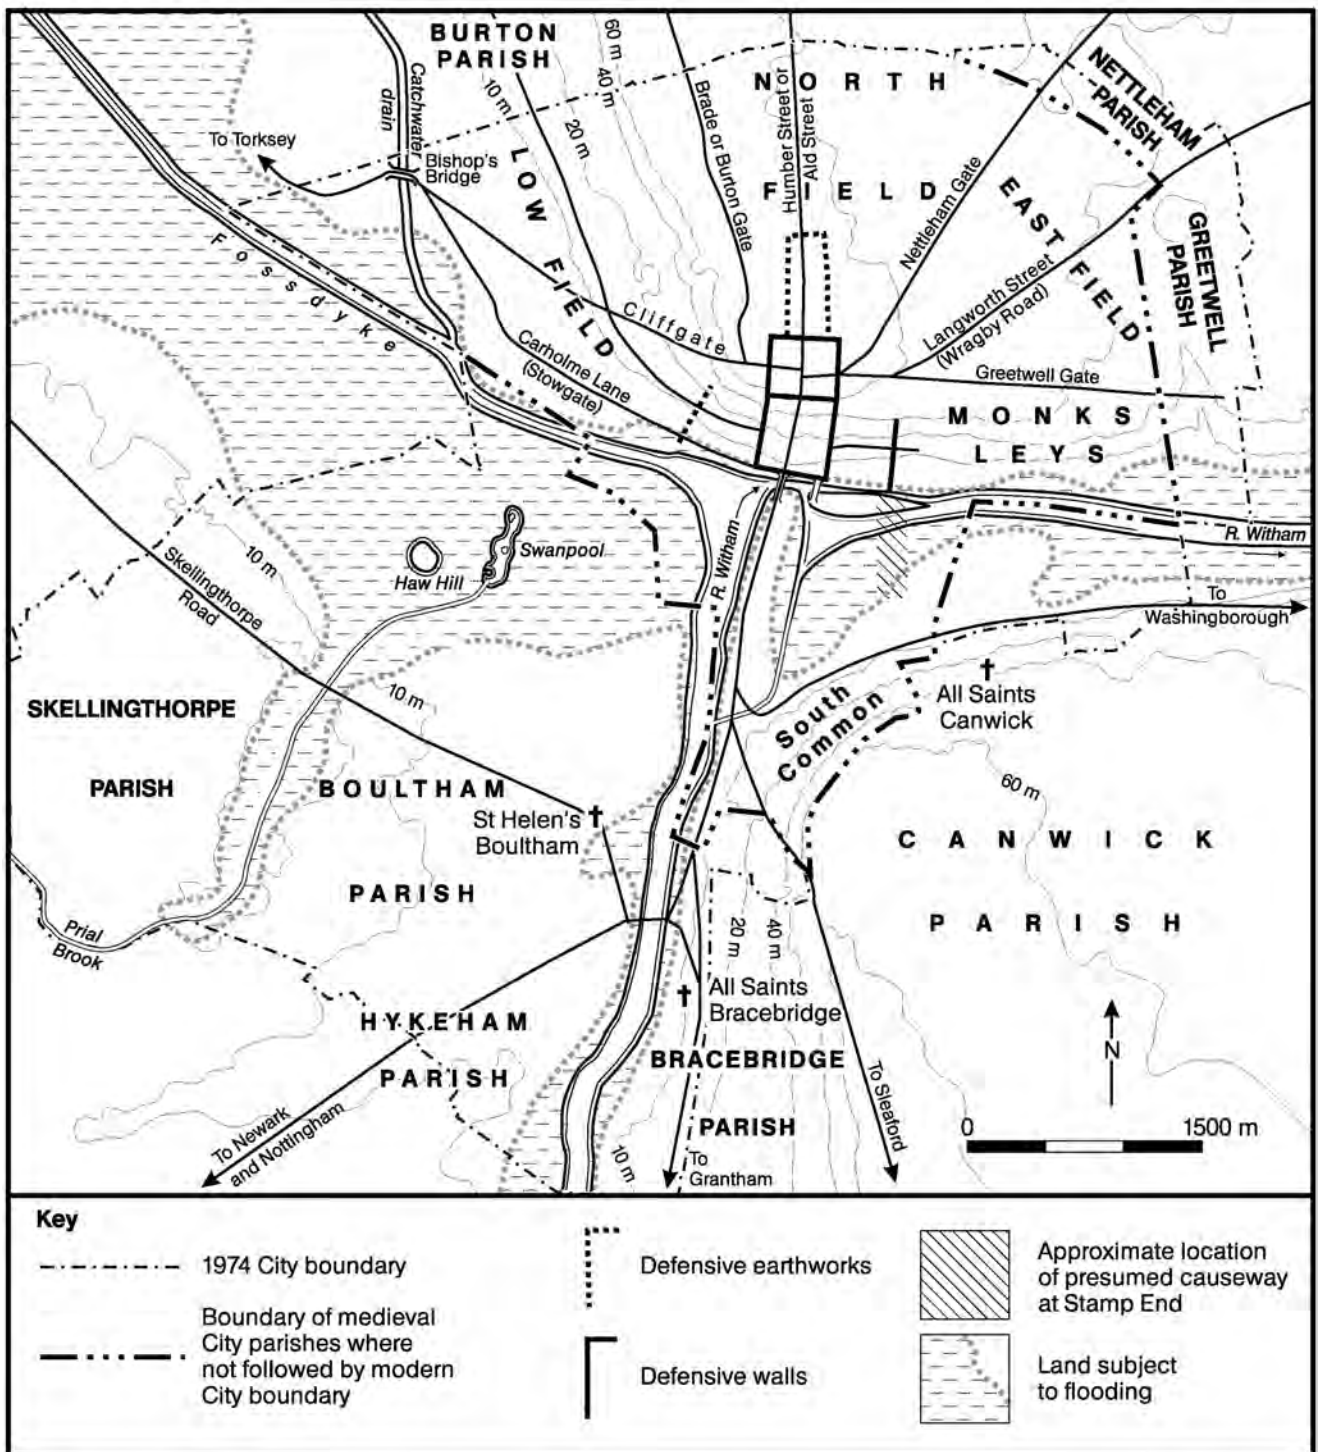 BURTON
PARISH
60 m
40 m
20 m
10 m
Catchwater
drain
To Torksey
Bishop's
Bridge
LOW
FIELD
Brade or Burton Gate
Humber Street or
Ald Street
NORTH
FIELD
Nettleham Gate
NETTLEHAM
PARISH
EAST
FIELD
GREETWELL
PARISH
Langworth Street
(Wragby Road)
Fossdyke
Cliffgate
Carholme Lane
(Stowgate)
Greetwell Gate
MONKS
LEYS
R. Witham
R. Witham
Swanpool
Haw Hill
10 m
Skellingthorpe
Road
To
Washingborough
10 m
SKELLINGTHORPE
PARISH
South
Common
All Saints
Canwick
60 m
BOULTHAM
PARISH
St Helen's
Boultham
CANWICK
PARISH
Prial
Brook
20 m
40 m
All Saints
Bracebridge
HYKEHAM
PARISH
BRACEBRIDGE
PARISH
To Newark
and Nottingham
10 m
To
Grantham
To Sleaford
N
0
1500 m
Key
1974 City boundary
Boundary of medieval
City parishes where
not followed by modern
City boundary
Defensive earthworks
Defensive walls
Approximate location
of presumed causeway
at Stamp End
Land subject
to flooding